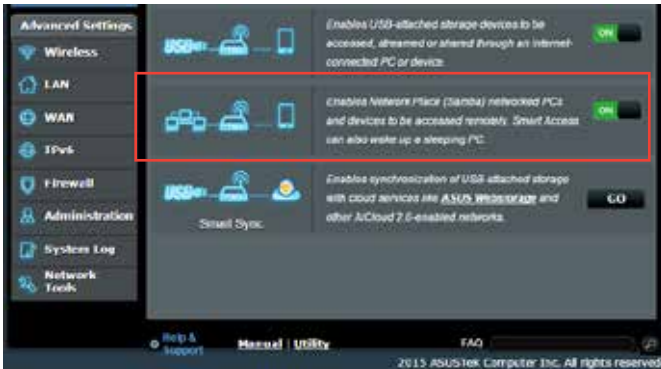 Advanced Settings
Wireless
LAN
WAN
IPv6
Firewall
Administration
System Log
Network
Tools
Enables USB-attached storage devices to be
accessed, streamed or shared through an Internet-
connected PC or device.
ON
Enables Network Place (Samba) networked PCs
and devices to be accessed remotely. Smart Access
can also wake up a sleeping PC.
ON
Smart Sync
Enables synchronization of USB-attached storage
with cloud services like ASUS Webstorage and
other AiCloud 2.0-enabled networks.
GO
Help &
Support
Manual | Utility
FAQ
2015 ASUSTek Computer Inc. All rights reserved